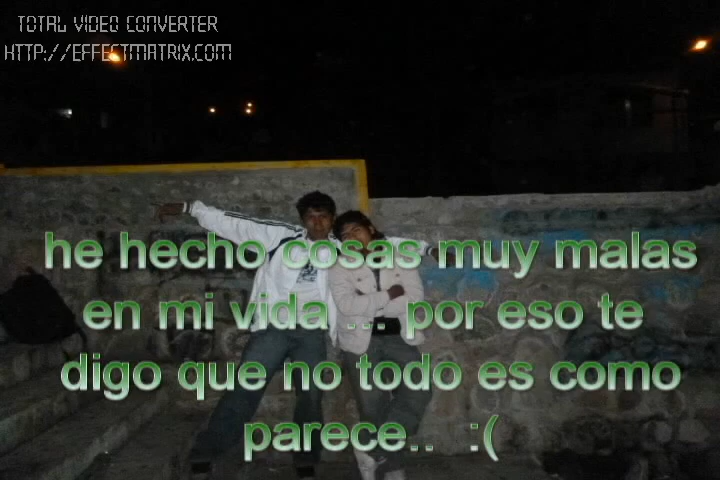 TOTAL VIDEO CONVERTER
HTTP://EFFECTMATRIX.COM
he hecho cosas muy malas
en mi vida ... por eso te
digo que no todo es como
parece.. :(